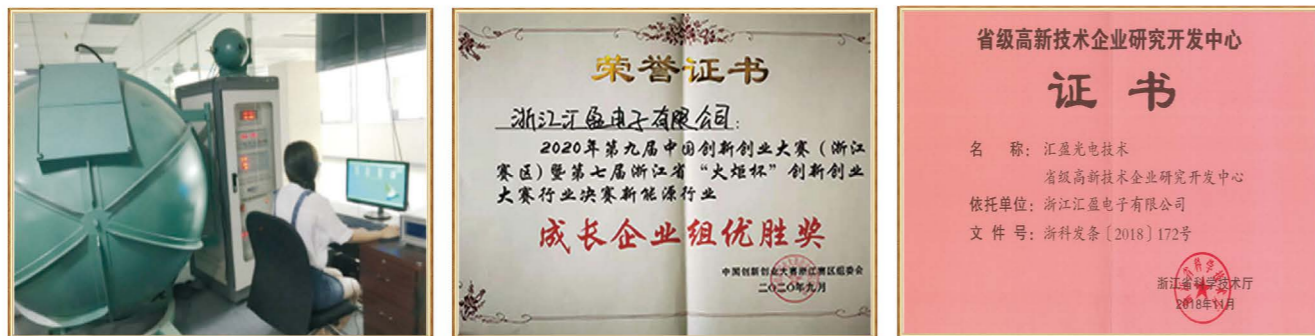 荣誉证书
浙江汇盈电子有限公司:
2020年第九届中国创新创业大赛(浙江
赛区)暨第七届浙江省“火炬杯”创新创业
大赛行业决赛新能源行业
成长企业组优胜奖
中国创新创业大赛浙江赛区组委会
二〇二〇年九月
省级高新技术企业研究开发中心
证书
名 称: 汇盈光电技术
省级高新技术企业研究开发中心
依托单位: 浙江汇盈电子有限公司
文 件 号: 浙科发条〔2018〕172号
浙江省科学技术厅
2018年11月